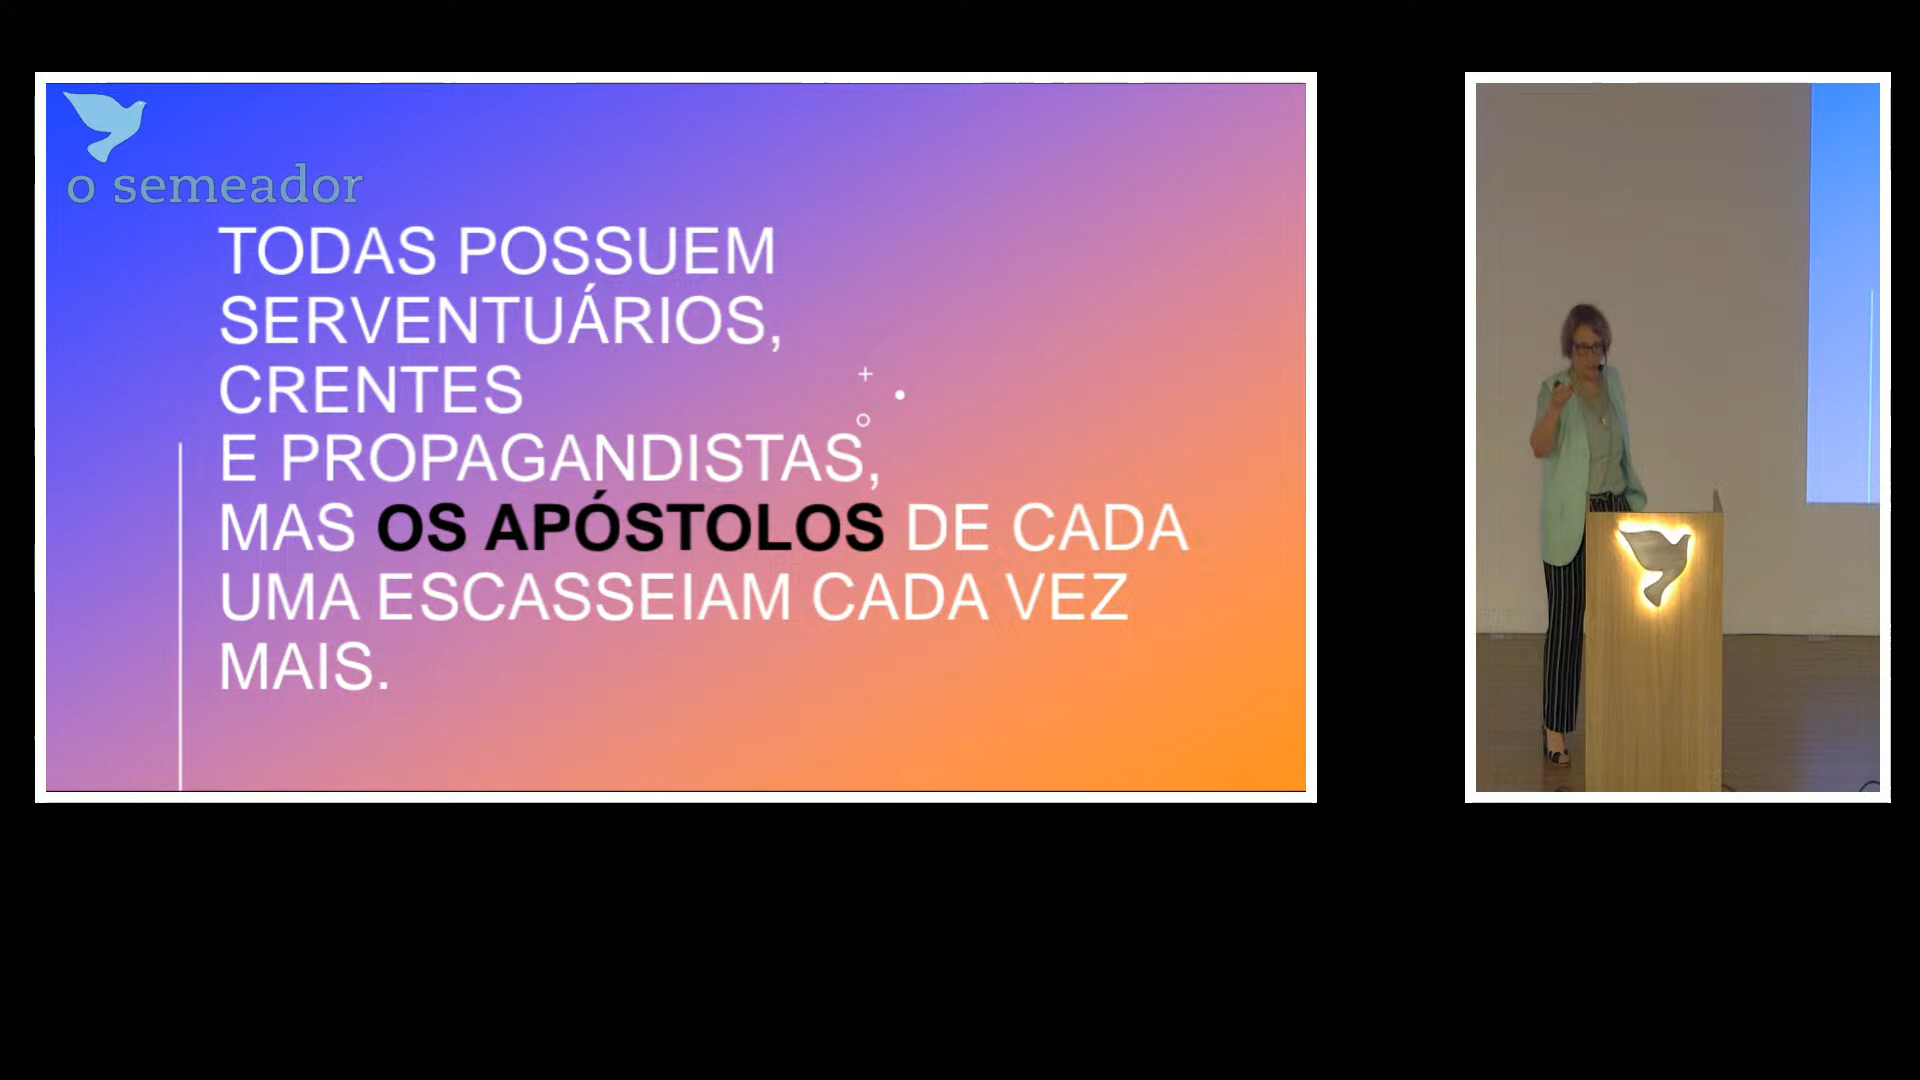 o semeador
TODAS POSSUEM
SERVENTUÁRIOS,
CRENTES
E PROPAGANDISTAS,
MAS OS APÓSTOLOS DE CADA
UMA ESCASSEIAM CADA VEZ
MAIS.